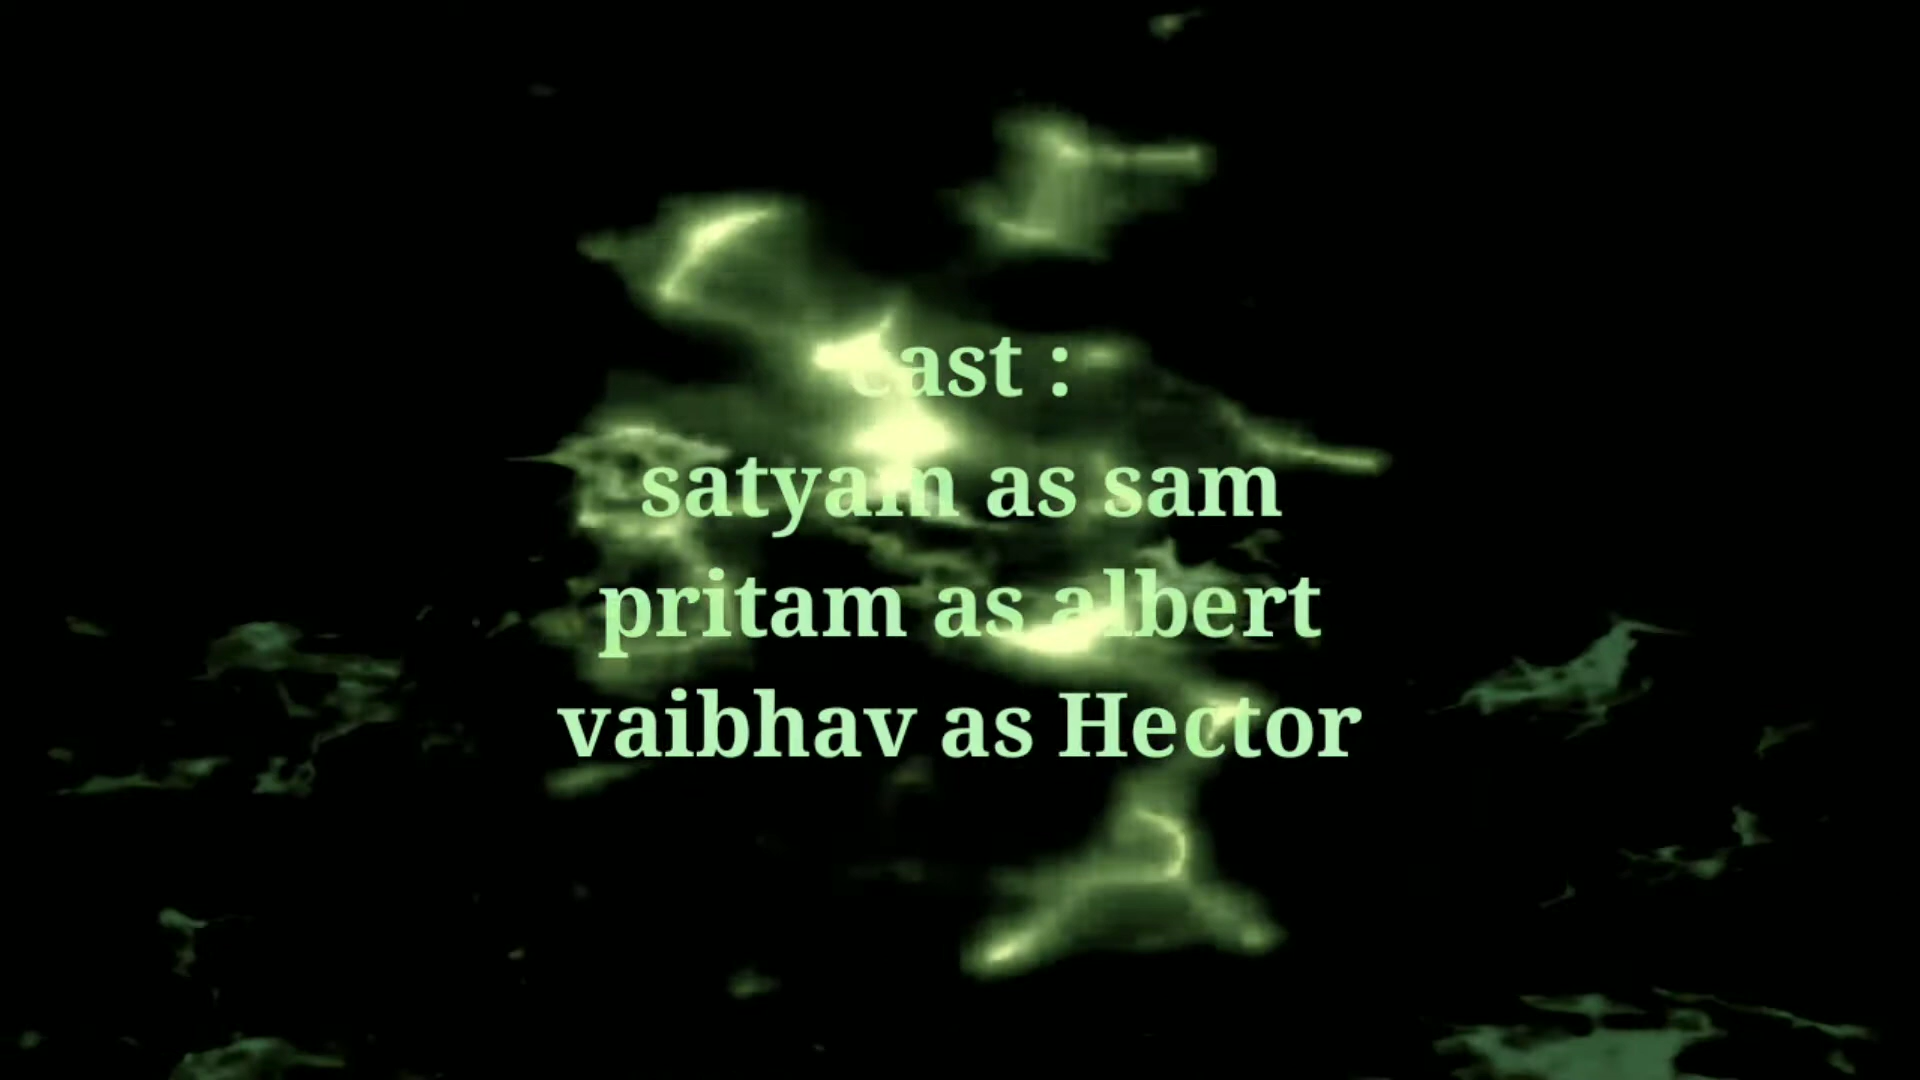 cast :
satyam as sam
pritam as albert
vaibhav as Hector